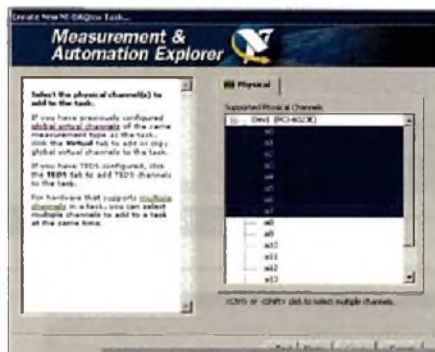 Create New NI-DAQmx Task...
Measurement &
Automation Explorer
Select the physical channel(s) to
add to the task.
If you have previously configured
global virtual channels of the same
measurement type as the task,
click the Virtual tab to add or copy
global virtual channels to the task.
If you have TEDS configured, click
the TEDS tab to add TEDS channels
to the task.
For hardware that supports multiple
channels in a task, you can select
multiple channels to add to a task
at the same time.
Physical
Supported Physical Channels
Dev1
ai0
ai1
ai2
ai3
ai4
ai5
ai6
ai7
ai8
ai9
ai10
ai11
ai12
ai13
<Ctrl> or <Shift> click to select multiple channels.